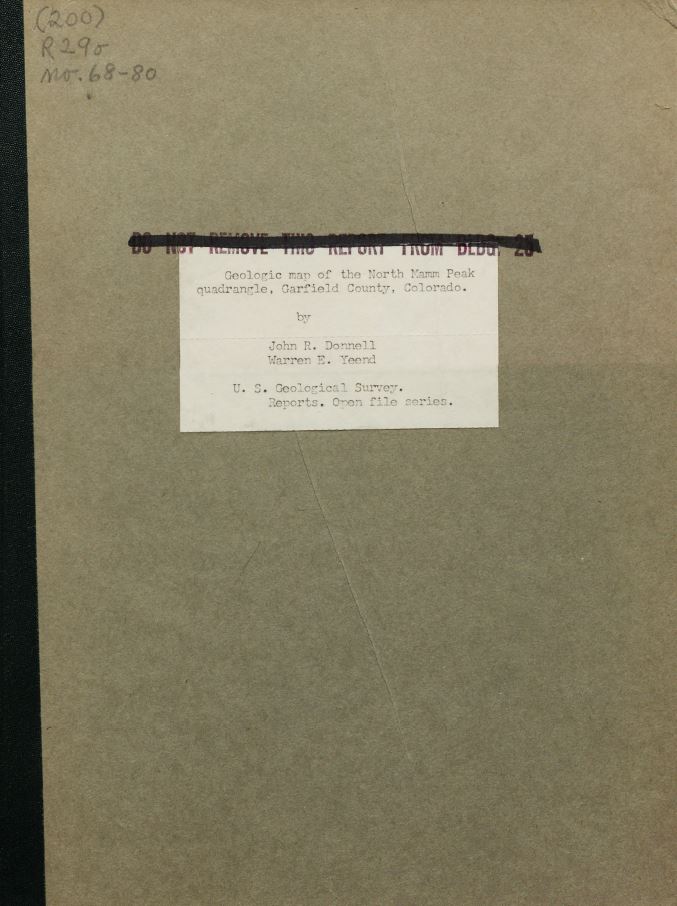 (200)
R29o
no. 68-80
DO NOT REMOVE THIS REPORT FROM BLDG. 25
Geologic map of the North Mamm Peak
quadrangle, Garfield County, Colorado.
by
John R. Donnell
Warren E. Yeend
U. S. Geological Survey.
Reports. Open file series.